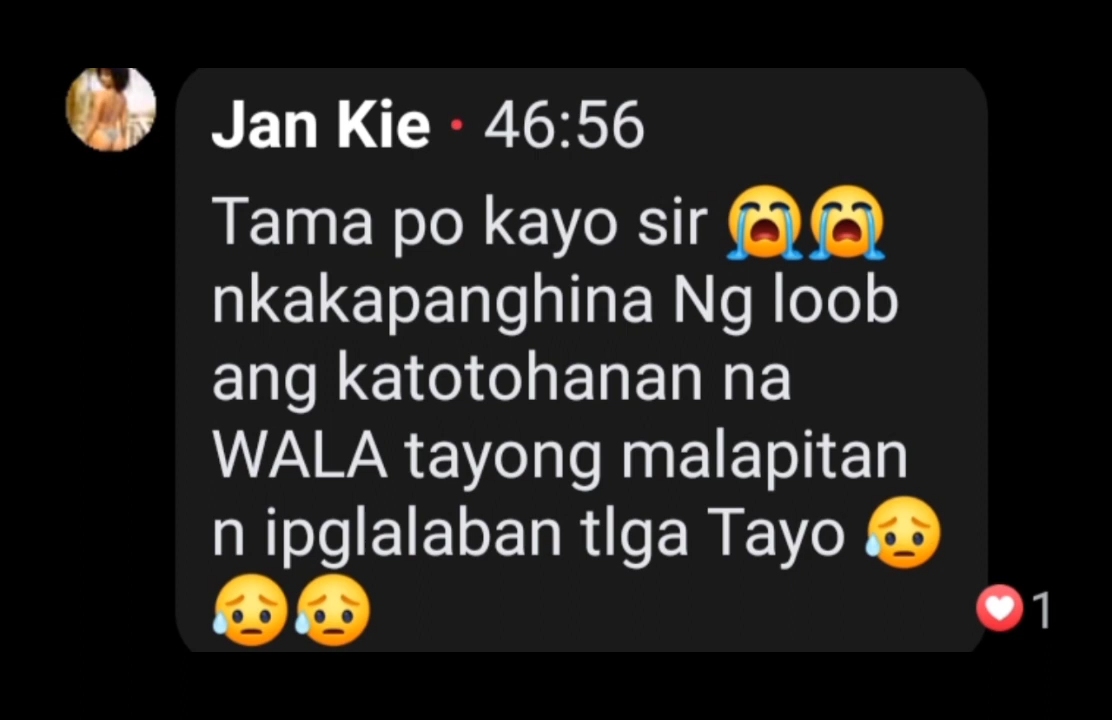 Jan Kie · 46:56
Tama po kayo sir 😭😭
nkakapanghina Ng loob
ang katotohanan na
WALA tayong malapitan
n ipglalaban tlga Tayo 😥
😥😥
1